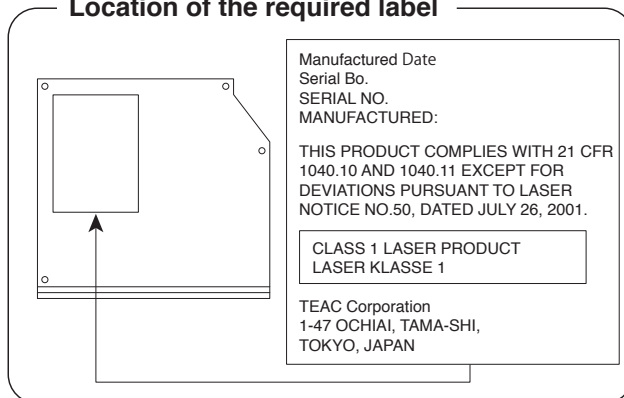 Location of the required label
Manufactured Date
Serial Bo.
SERIAL NO.
MANUFACTURED:
THIS PRODUCT COMPLIES WITH 21 CFR
1040.10 AND 1040.11 EXCEPT FOR
DEVIATIONS PURSUANT TO LASER
NOTICE NO.50, DATED JULY 26, 2001.
CLASS 1 LASER PRODUCT
LASER KLASSE 1
TEAC Corporation
1-47 OCHIAI, TAMA-SHI,
TOKYO, JAPAN